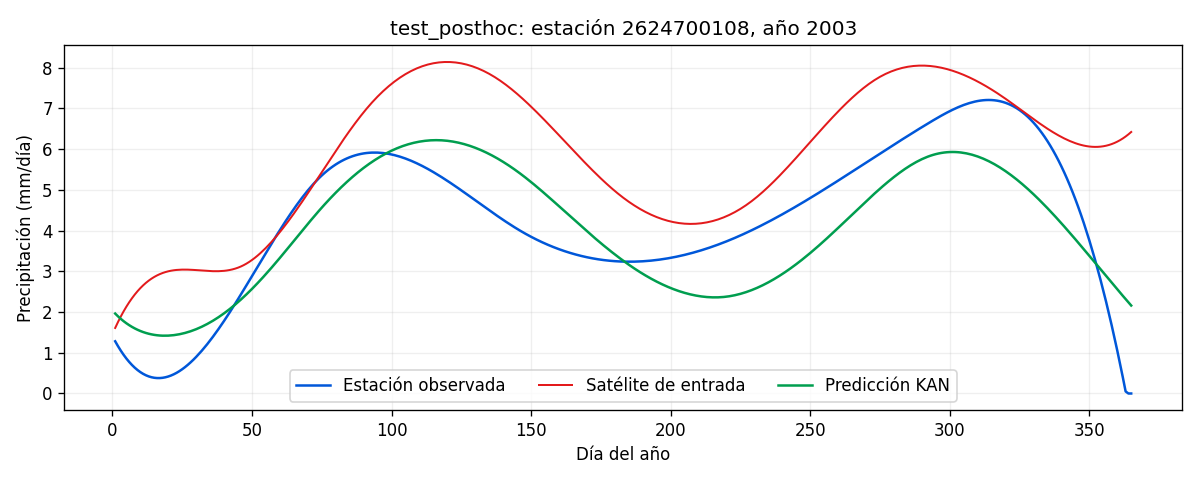 test_posthoc: estación 2624700108, año 2003
Precipitación (mm/día)
8
7
6
5
4
3
2
1
0
Estación observada Satélite de entrada Predicción KAN
0 50 100 150 200 250 300 350
Día del año